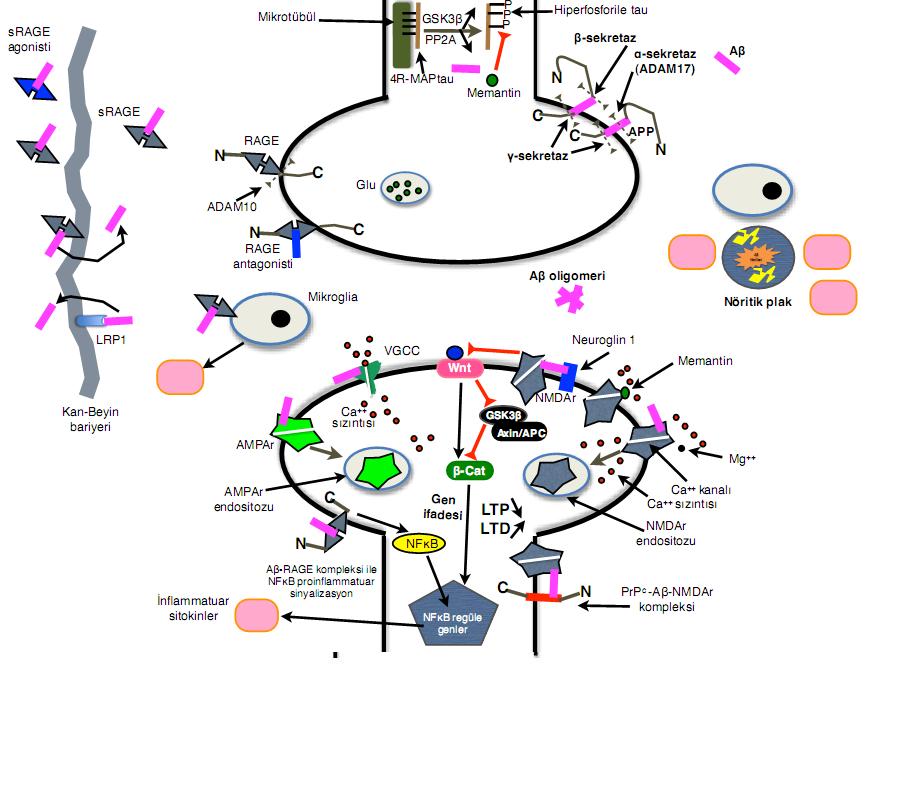 Mikrotübül
GSK3β
PP2A
P
P
P
Hiperfosforile tau
4R-MAPtau
Memantin
β-sekretaz
α-sekretaz
(ADAM17)
Aβ
sRAGE
agonisti
sRAGE
N
C
C
APP
N
γ-sekretaz
RAGE
N
C
ADAM10
Glu
N
C
RAGE
antagonisti
Nöritik plak
Aβ oligomeri
Mikroglia
LRP1
Kan-Beyin
bariyeri
VGCC
Wnt
Neuroglin 1
Memantin
NMDAr
Ca++
sızıntısı
GSK3β
Axin/APC
AMPAr
β-Cat
Mg++
Ca++ kanalı
Ca++ sızıntısı
AMPAr
endositozu
Gen
ifadesi
LTP
LTD
NMDAr
endositozu
C
N
NFκB
Aβ-RAGE kompleksi ile
NFκB proinflammatuar
sinyalizasyon
C
N
PrPc-Aβ-NMDAr
kompleksi
İnflammatuar
sitokinler
NFκB regüle
genler